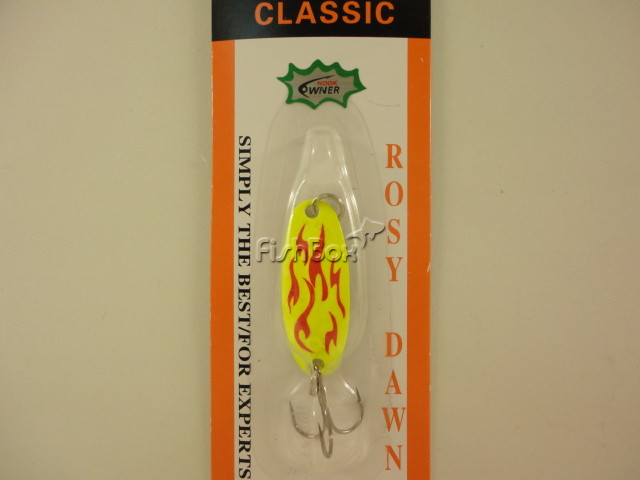 CLASSIC
HOOK
OWNER
SIMPLY THE BEST/FOR EXPERTS
ROSY DAWN
FishBox